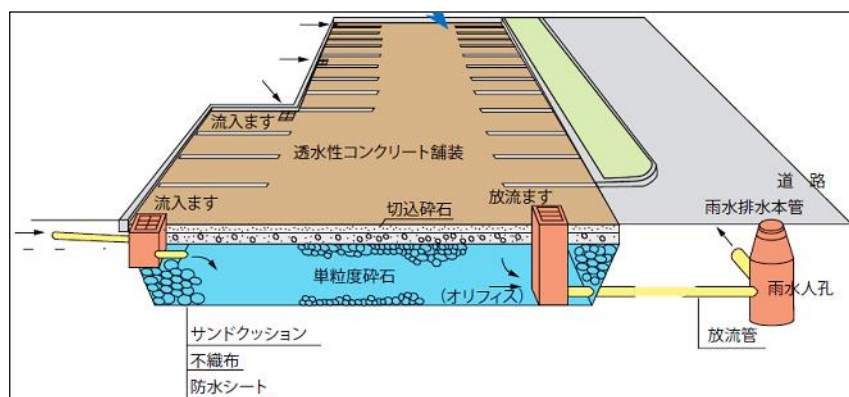 流入ます
透水性コンクリート舗装
道 路
流入ます
切込砕石
放流ます
雨水排水本管
単粒度砕石
(オリフィス)
雨水人孔
サンドクッション
放流管
不織布
防水シート